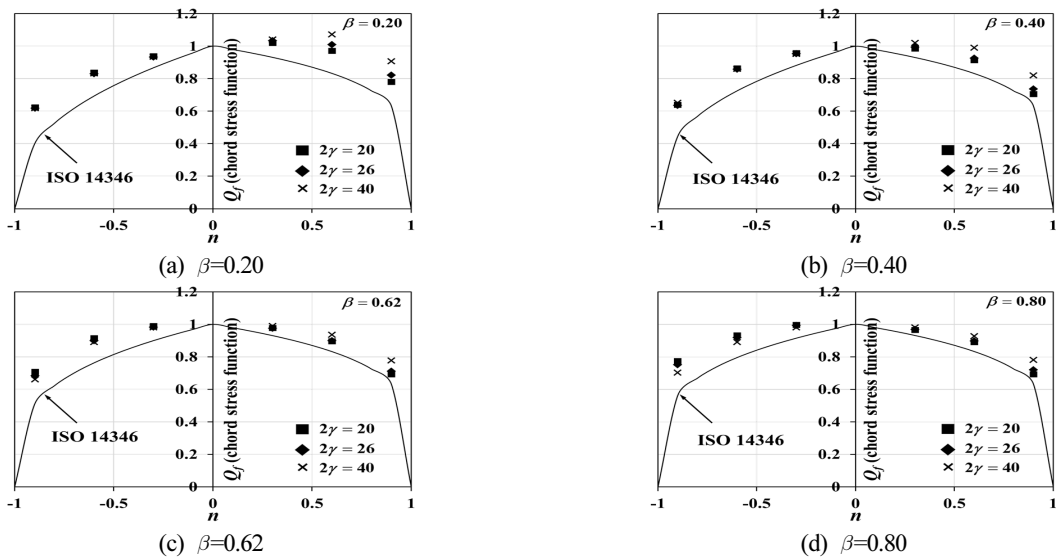 1.2
β = 0.20
1
0.8
0.6
0.4
0.2
0
Q_f (chord stress function)
ISO 14346
2γ = 20
2γ = 26
2γ = 40
-1 -0.5 0 0.5 1
n
(a) β=0.20
1.2
β = 0.40
1
0.8
0.6
0.4
0.2
0
Q_f (chord stress function)
ISO 14346
2γ = 20
2γ = 26
2γ = 40
-1 -0.5 0 0.5 1
n
(b) β=0.40
1.2
β = 0.62
1
0.8
0.6
0.4
0.2
0
Q_f (chord stress function)
ISO 14346
2γ = 20
2γ = 26
2γ = 40
-1 -0.5 0 0.5 1
n
(c) β=0.62
1.2
β = 0.80
1
0.8
0.6
0.4
0.2
0
Q_f (chord stress function)
ISO 14346
2γ = 20
2γ = 26
2γ = 40
-1 -0.5 0 0.5 1
n
(d) β=0.80